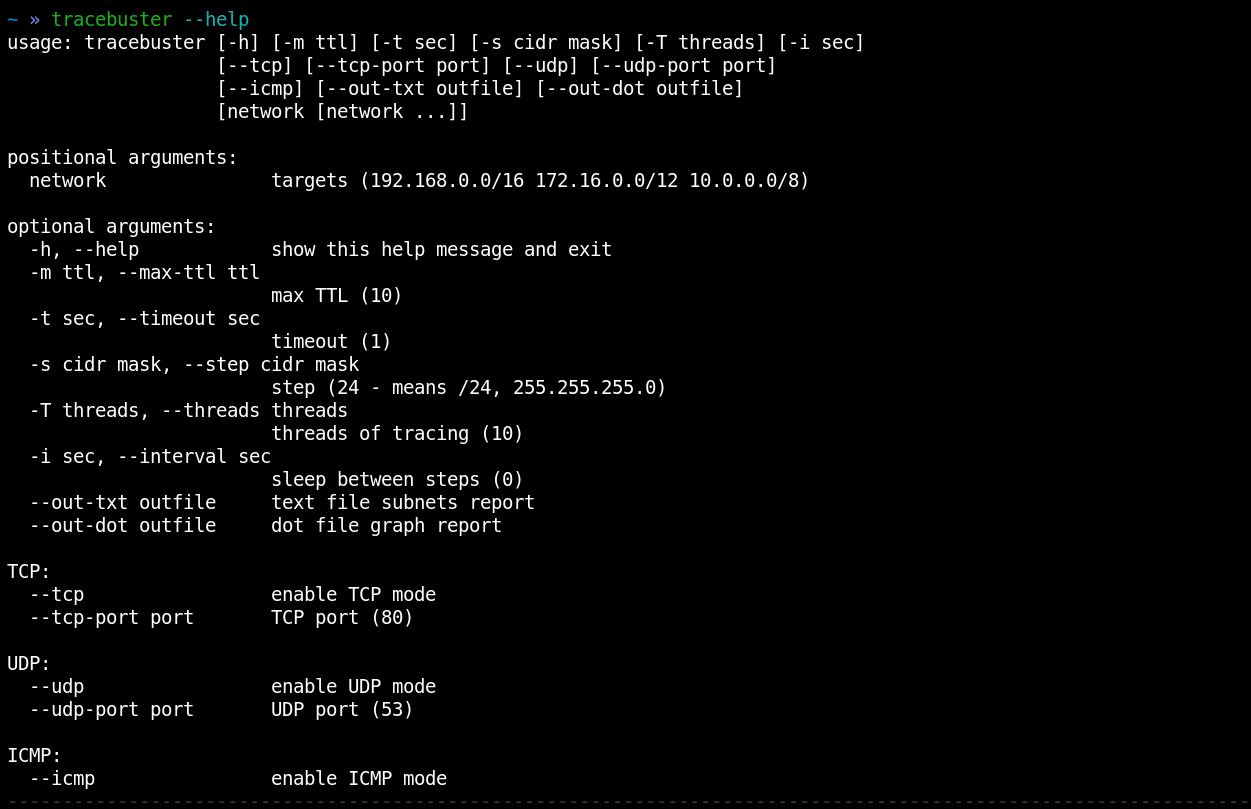 ~ » tracebuster --help
usage: tracebuster [-h] [-m ttl] [-t sec] [-s cidr mask] [-T threads] [-i sec]
                   [--tcp] [--tcp-port port] [--udp] [--udp-port port]
                   [--icmp] [--out-txt outfile] [--out-dot outfile]
                   [network [network ...]]

positional arguments:
  network               targets (192.168.0.0/16 172.16.0.0/12 10.0.0.0/8)

optional arguments:
  -h, --help            show this help message and exit
  -m ttl, --max-ttl ttl
                        max TTL (10)
  -t sec, --timeout sec
                        timeout (1)
  -s cidr mask, --step cidr mask
                        step (24 - means /24, 255.255.255.0)
  -T threads, --threads threads
                        threads of tracing (10)
  -i sec, --interval sec
                        sleep between steps (0)
  --out-txt outfile     text file subnets report
  --out-dot outfile     dot file graph report

TCP:
  --tcp                 enable TCP mode
  --tcp-port port       TCP port (80)

UDP:
  --udp                 enable UDP mode
  --udp-port port       UDP port (53)

ICMP:
  --icmp                enable ICMP mode